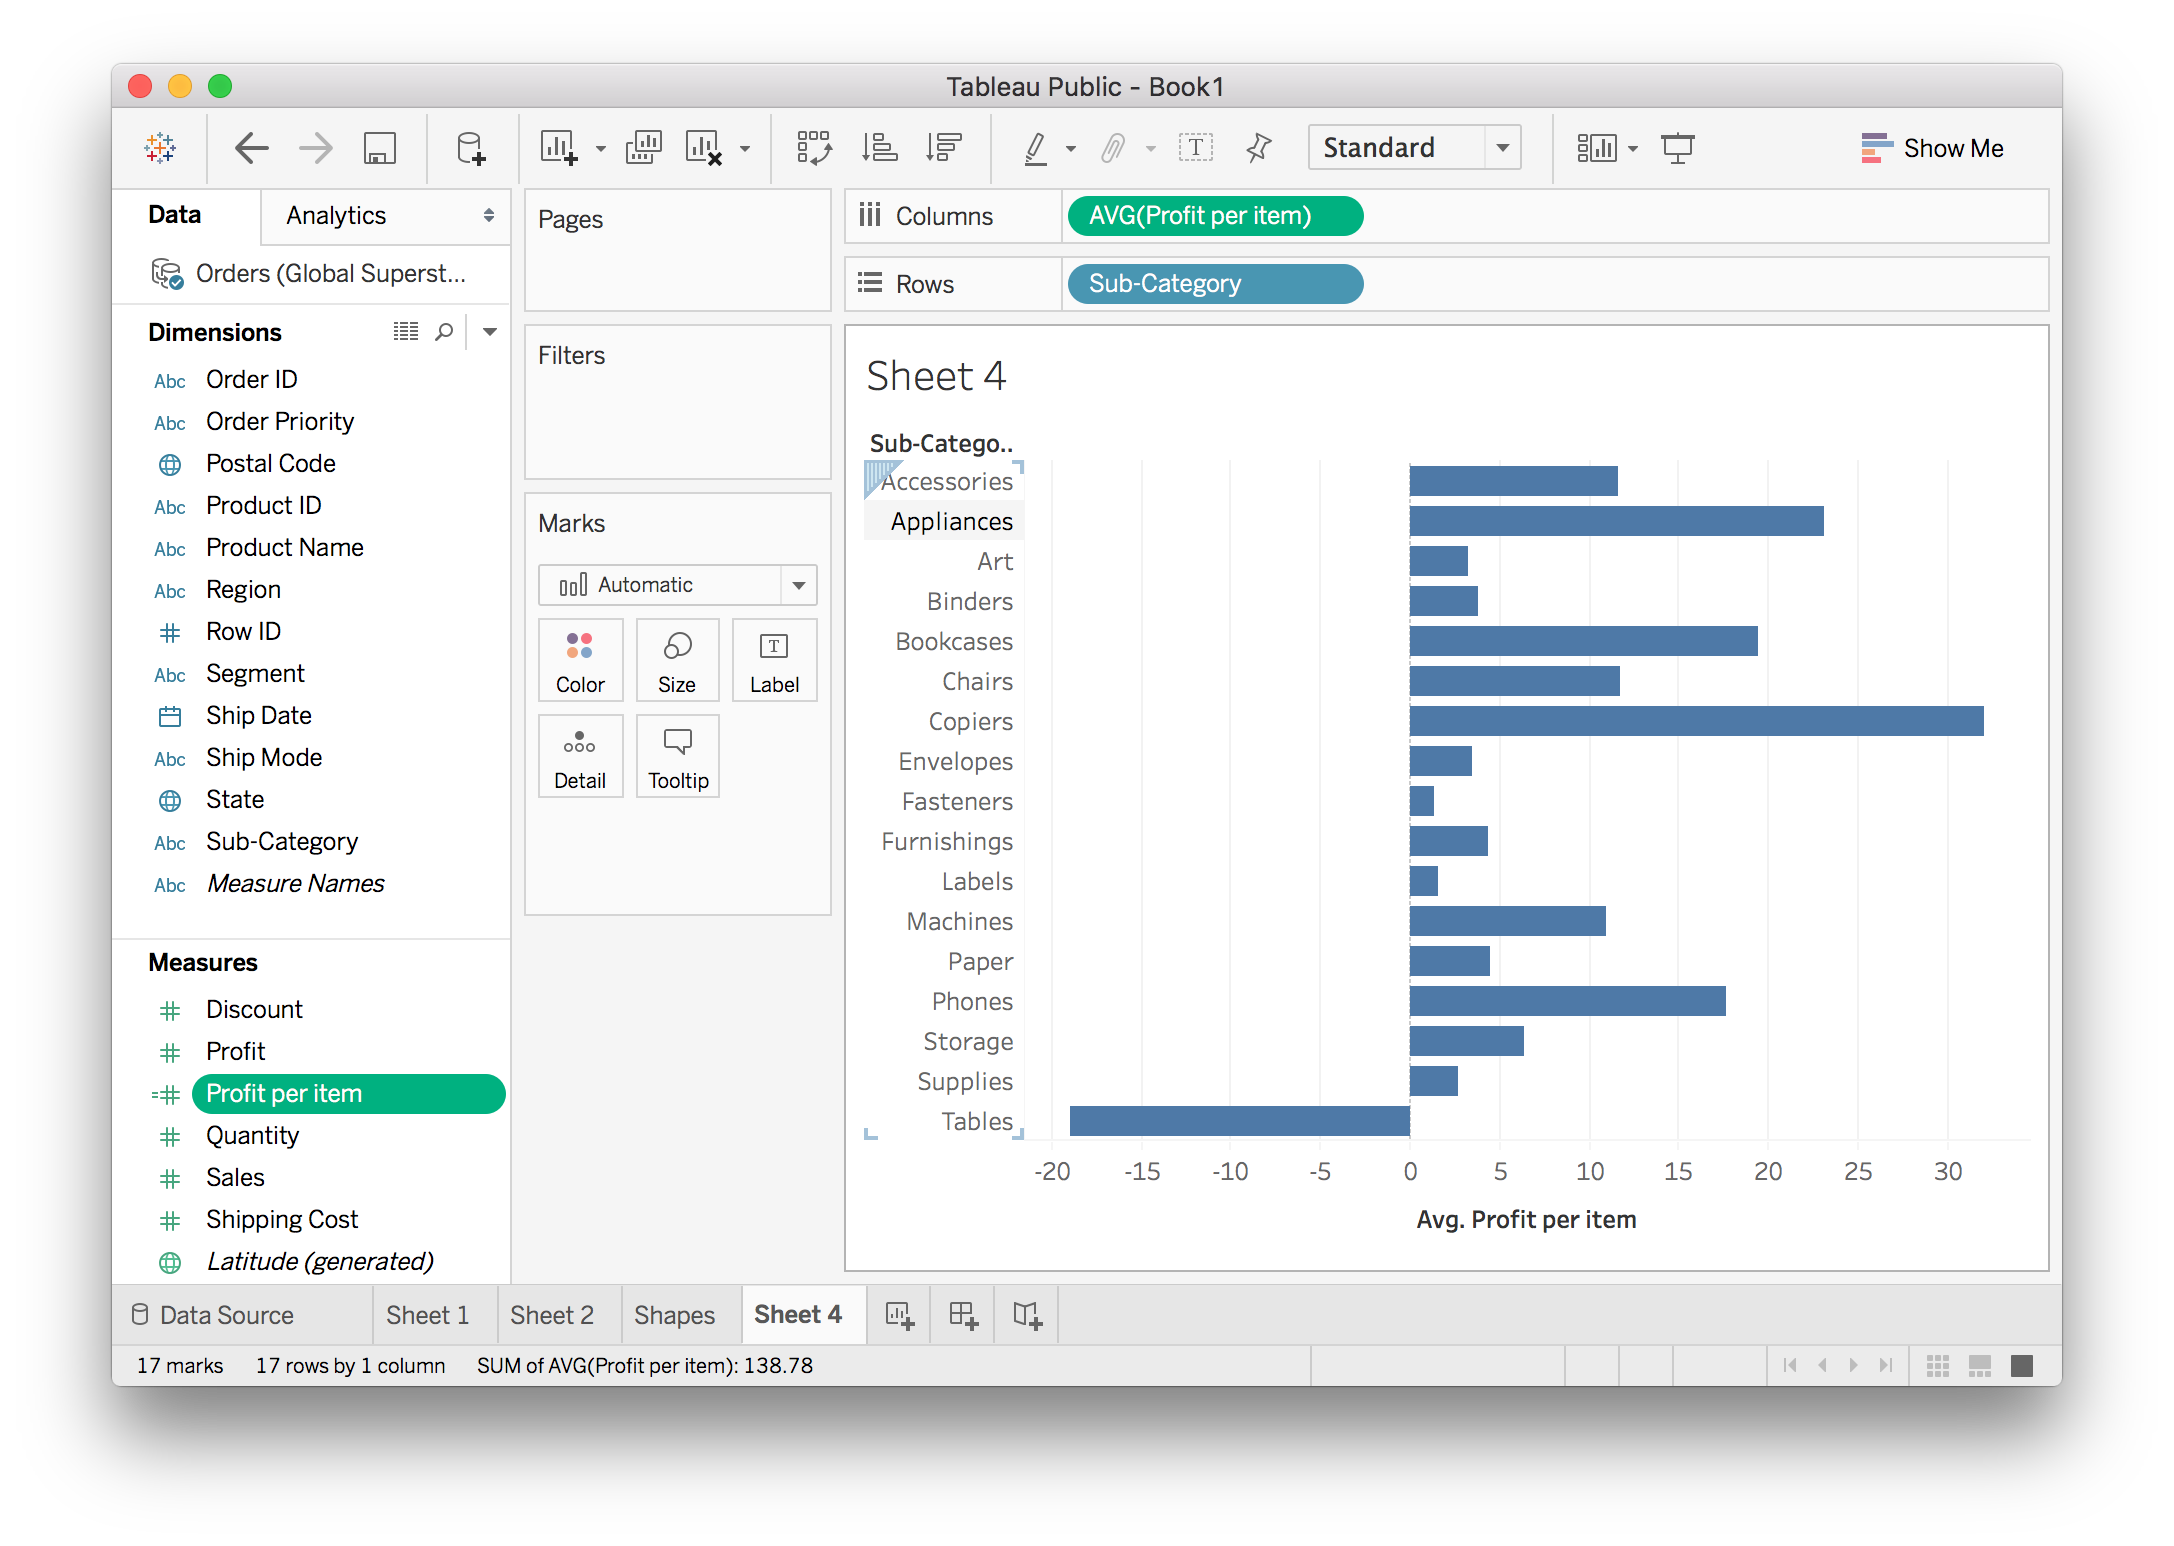 Tableau Public - Book1
Standard
Show Me
Data
Analytics
Orders (Global Superst...
Dimensions
Abc Order ID
Abc Order Priority
Postal Code
Abc Product ID
Abc Product Name
Abc Region
Row ID
Abc Segment
Ship Date
Abc Ship Mode
State
Abc Sub-Category
Abc Measure Names
Measures
Discount
Profit
=# Profit per item
Quantity
Sales
Shipping Cost
Latitude (generated)
Pages
Filters
Marks
Automatic
Color Size T Label
Detail Tooltip
Columns AVG(Profit per item)
Rows Sub-Category
Sheet 4
Sub-Catego..
Accessories
Appliances
Art
Binders
Bookcases
Chairs
Copiers
Envelopes
Fasteners
Furnishings
Labels
Machines
Paper
Phones
Storage
Supplies
Tables
-20 -15 -10 -5 0 5 10 15 20 25 30
Avg. Profit per item
Data Source Sheet 1 Sheet 2 Shapes Sheet 4
17 marks 17 rows by 1 column SUM of AVG(Profit per item): 138.78